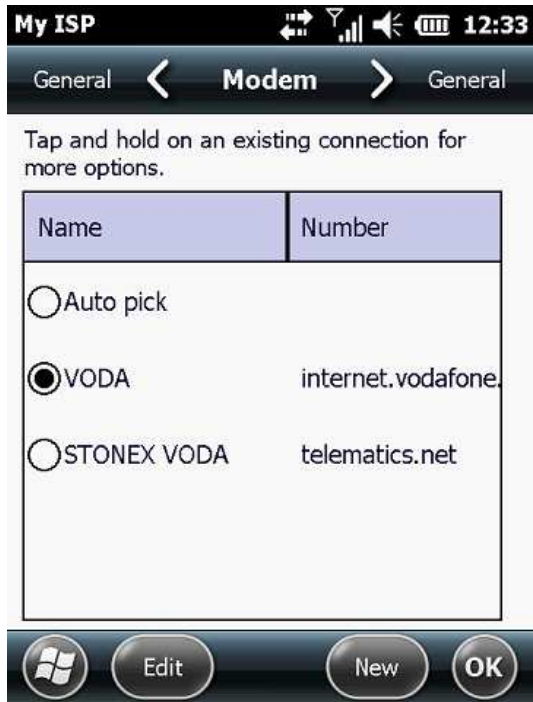 My ISP 12:33
General Modem General
Tap and hold on an existing connection for
more options.
Name Number
Auto pick
VODA internet.vodafone.
STONEX VODA telematics.net
Edit New OK